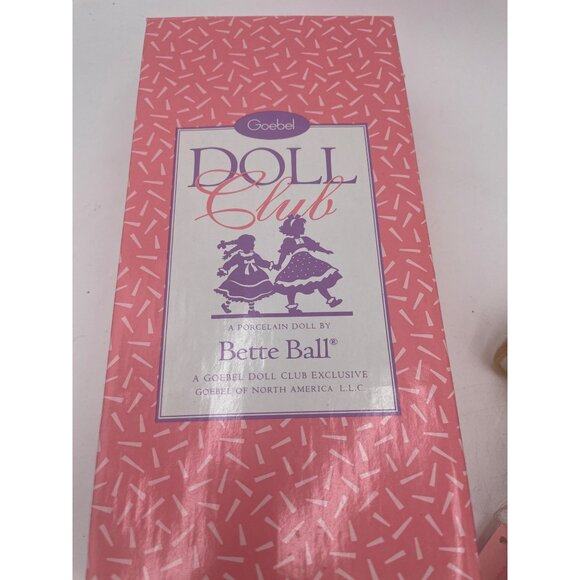 Goebel
DOLL
Club
A PORCELAIN DOLL BY
Bette Ball®
A GOEBEL DOLL CLUB EXCLUSIVE
GOEBEL OF NORTH AMERICA L.L.C.